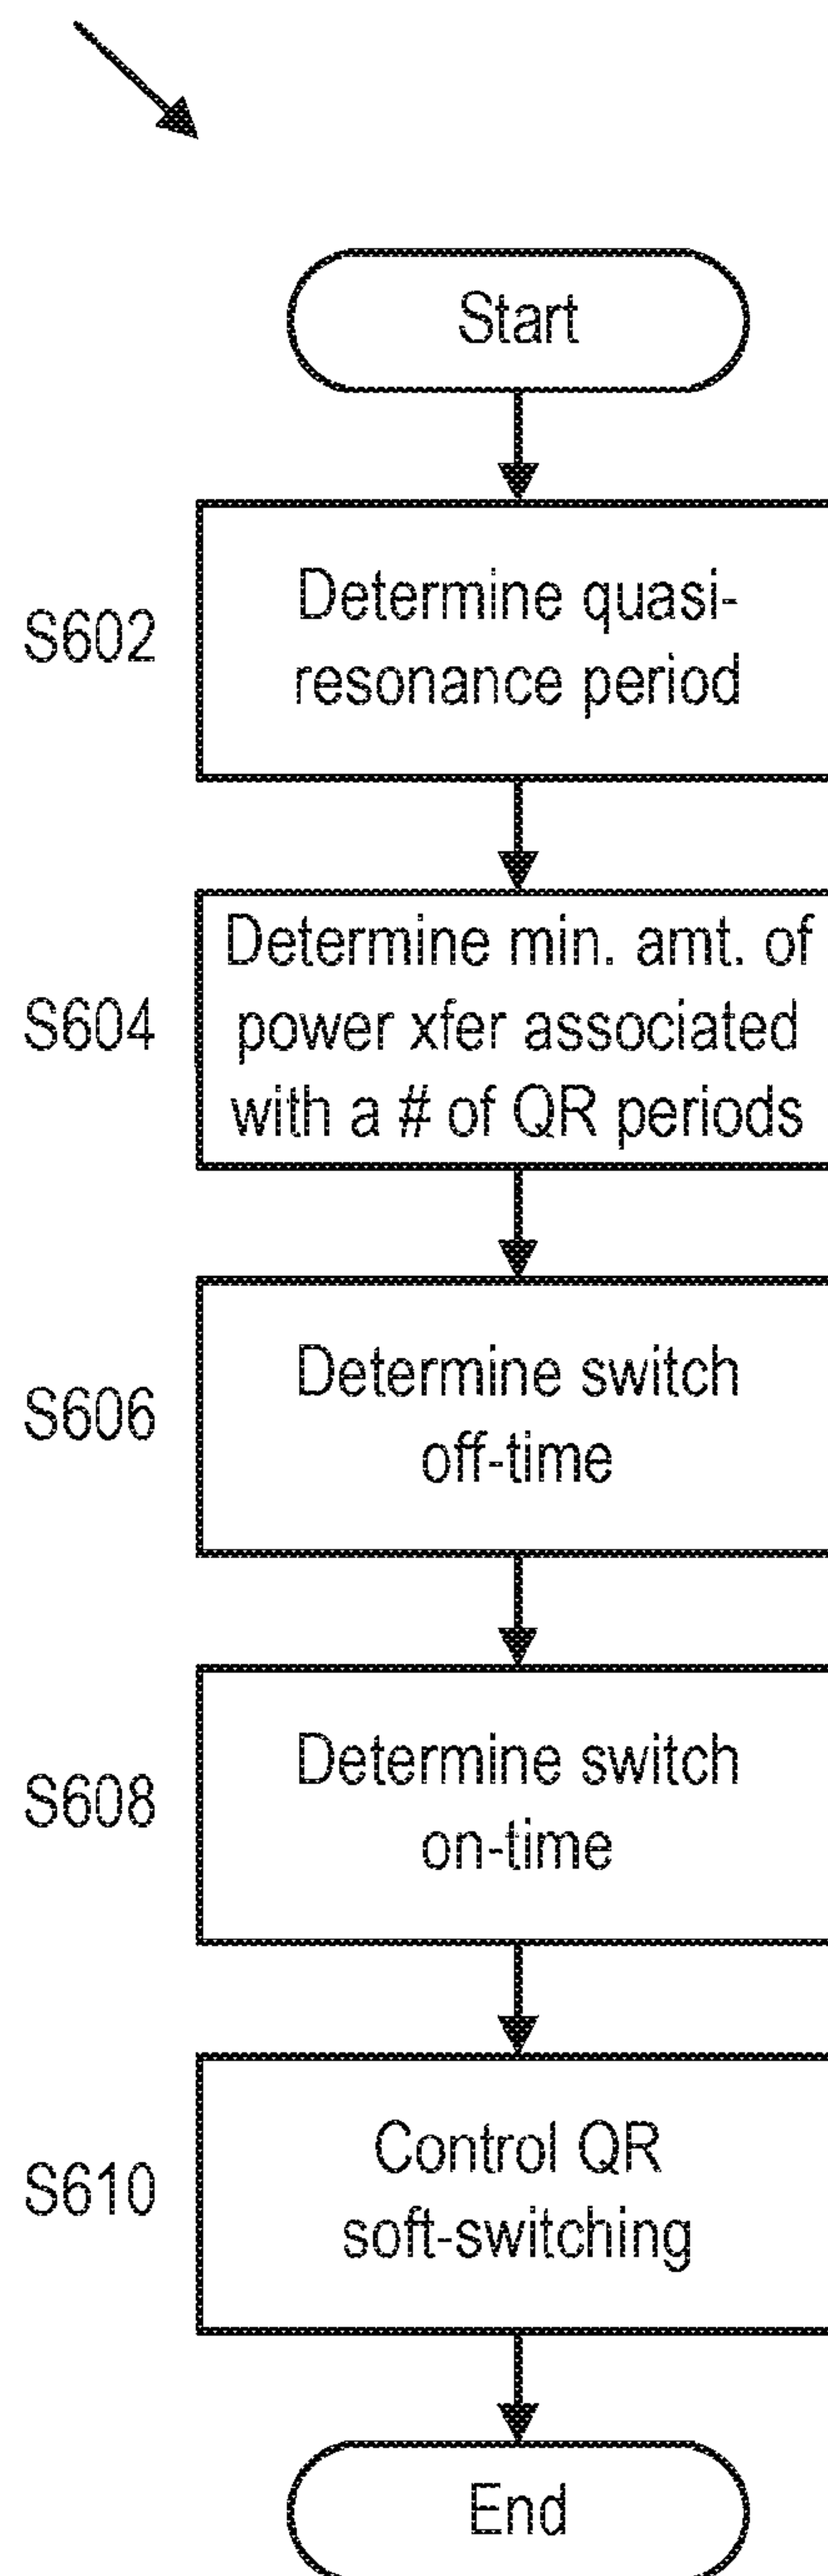 Start
S602
Determine quasi-
resonance period
S604
Determine min. amt. of
power xfer associated
with a # of QR periods
S606
Determine switch
off-time
S608
Determine switch
on-time
S610
Control QR
soft-switching
End